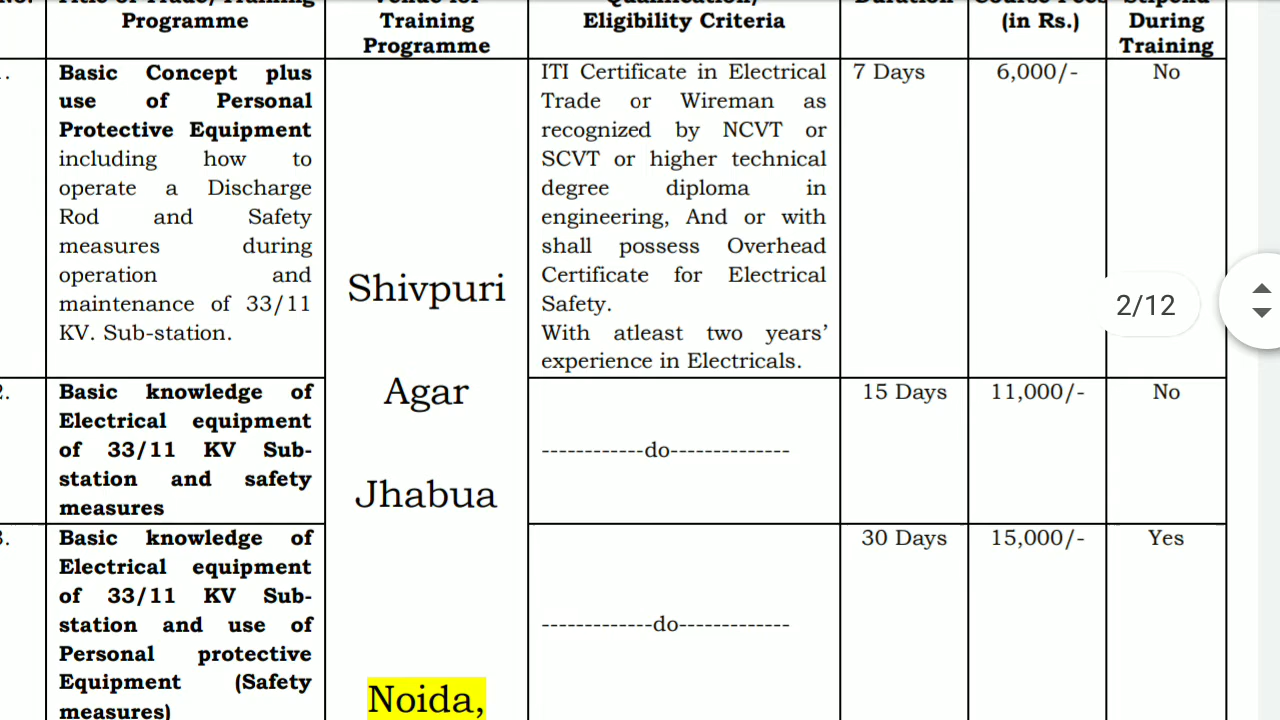 Programme
Training
Programme
Eligibility Criteria
(in Rs.)
During
Training
Basic Concept plus
use of Personal
Protective Equipment
including how to
operate a Discharge
Rod and Safety
measures during
operation and
maintenance of 33/11
KV. Sub-station.
ITI Certificate in Electrical
Trade or Wireman as
recognized by NCVT or
SCVT or higher technical
degree diploma in
engineering, And or with
shall possess Overhead
Certificate for Electrical
Safety.
With atleast two years’
experience in Electricals.
7 Days
6,000/-
No
Shivpuri
Agar
Jhabua
Noida,
2/12
2.
Basic knowledge of
Electrical equipment
of 33/11 KV Sub-
station and safety
measures
------------do--------------
15 Days
11,000/-
No
3.
Basic knowledge of
Electrical equipment
of 33/11 KV Sub-
station and use of
Personal protective
Equipment (Safety
measures)
-------------do-------------
30 Days
15,000/-
Yes